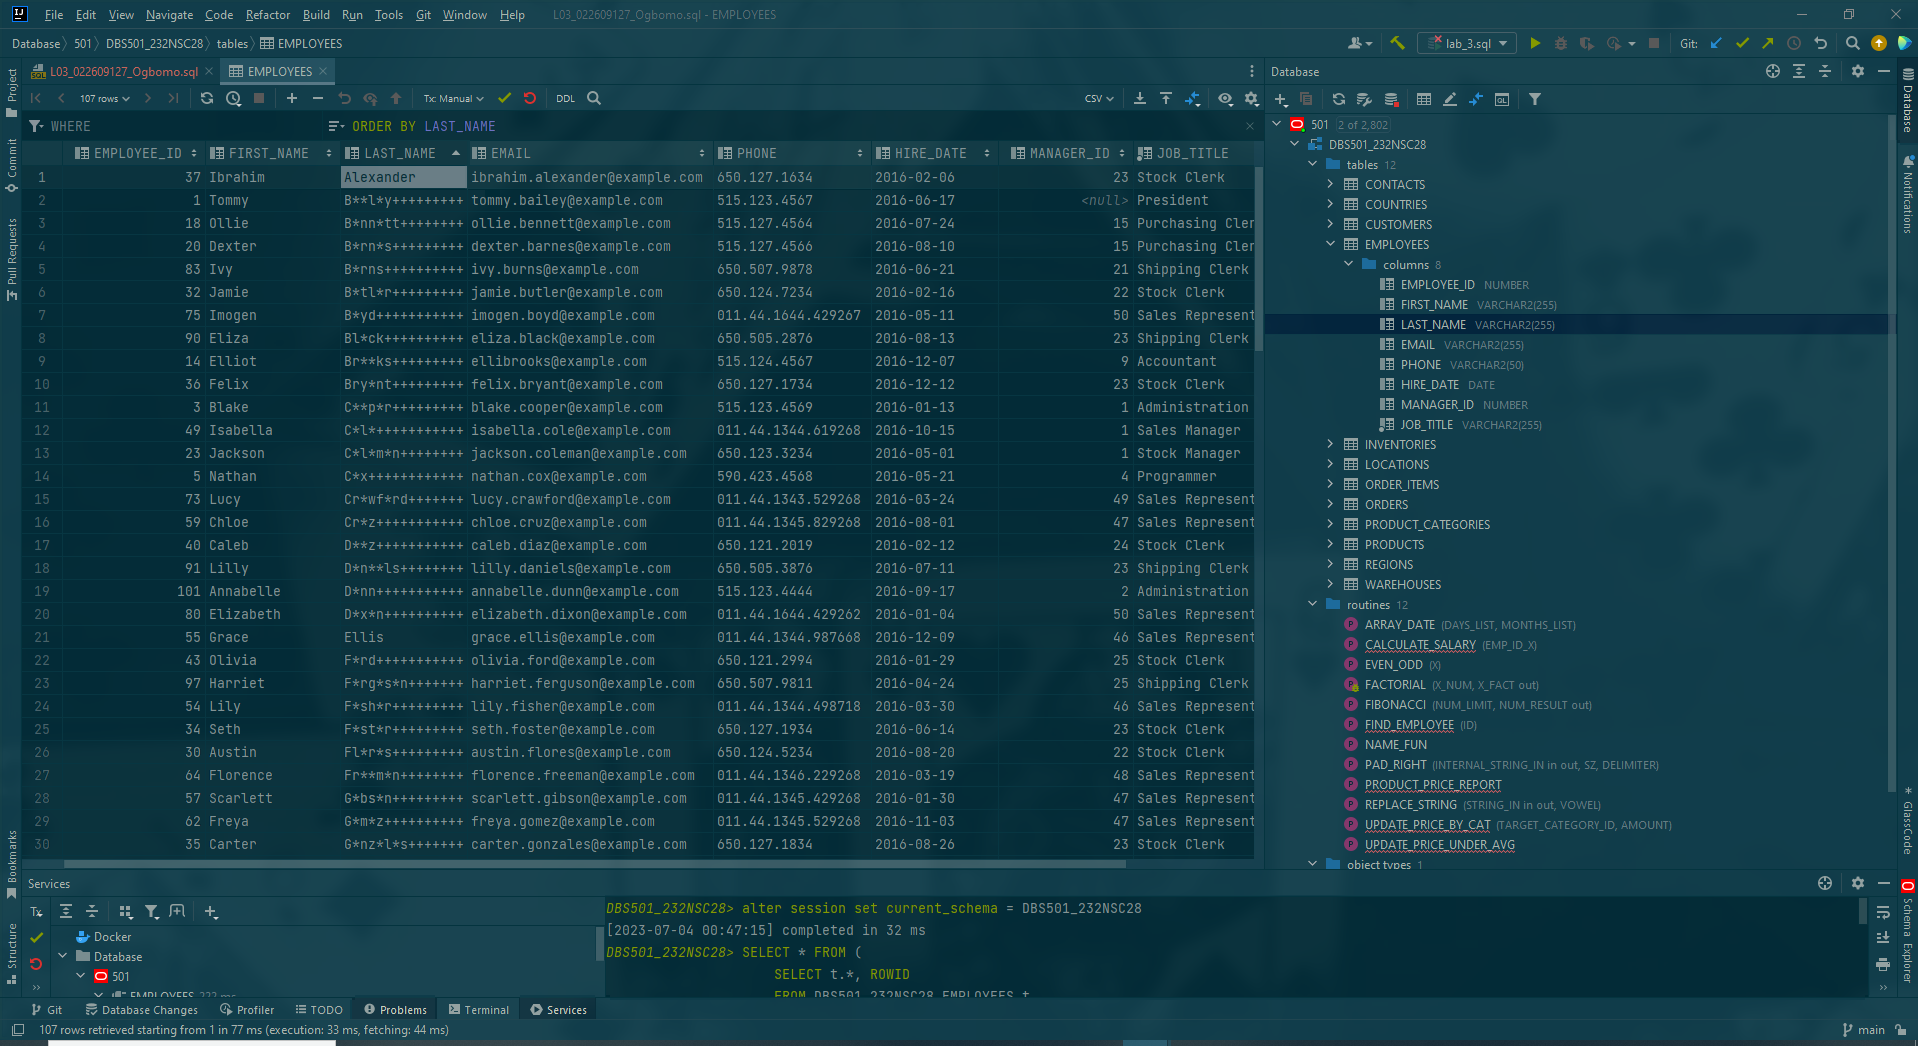 File Edit View Navigate Code Refactor Build Run Tools Git Window Help L03_022609127_Ogbomo.sql - EMPLOYEES
Database 501 DBS501_232NSC28 tables EMPLOYEES lab_3.sql Git:
L03_022609127_Ogbomo.sql EMPLOYEES
107 rows Tx: Manual DDL CSV
WHERE ORDER BY LAST_NAME
EMPLOYEE_ID FIRST_NAME LAST_NAME EMAIL PHONE HIRE_DATE MANAGER_ID JOB_TITLE
1 37 Ibrahim Alexander ibrahim.alexander@example.com 650.127.1634 2016-02-06 23 Stock Clerk
2 1 Tommy B**l*y+++++++++ tommy.bailey@example.com 515.123.4567 2016-06-17 <null> President
3 18 Ollie B*nn*tt++++++++ ollie.bennett@example.com 515.127.4564 2016-07-24 15 Purchasing Cler
4 20 Dexter B*rn*s+++++++++ dexter.barnes@example.com 515.127.4566 2016-08-10 15 Purchasing Cler
5 83 Ivy B*rns++++++++++ ivy.burns@example.com 650.507.9878 2016-06-21 21 Shipping Clerk
6 32 Jamie B*tl*r+++++++++ jamie.butler@example.com 650.124.7234 2016-02-16 22 Stock Clerk
7 75 Imogen B*yd+++++++++++ imogen.boyd@example.com 011.44.1644.429267 2016-05-11 50 Sales Represent
8 90 Eliza Bl*ck++++++++++ eliza.black@example.com 650.505.2876 2016-08-13 23 Shipping Clerk
9 14 Elliot Br**ks+++++++++ ellibrooks@example.com 515.124.4567 2016-12-07 9 Accountant
10 36 Felix Bry*nt+++++++++ felix.bryant@example.com 650.127.1734 2016-12-12 23 Stock Clerk
11 3 Blake C**p*r+++++++++ blake.cooper@example.com 515.123.4569 2016-01-13 1 Administration
12 49 Isabella C*l*+++++++++++ isabella.cole@example.com 011.44.1344.619268 2016-10-15 1 Sales Manager
13 23 Jackson C*l*m*n++++++++ jackson.coleman@example.com 650.123.3234 2016-05-01 1 Stock Manager
14 5 Nathan C*x++++++++++++ nathan.cox@example.com 590.423.4568 2016-05-21 4 Programmer
15 73 Lucy Cr*wf*rd+++++++ lucy.crawford@example.com 011.44.1343.529268 2016-03-24 49 Sales Represent
16 59 Chloe Cr*z+++++++++++ chloe.cruz@example.com 011.44.1345.829268 2016-08-01 47 Sales Represent
17 40 Caleb D**z+++++++++++ caleb.diaz@example.com 650.121.2019 2016-02-12 24 Stock Clerk
18 91 Lilly D*n**ls++++++++ lilly.daniels@example.com 650.505.3876 2016-07-11 23 Shipping Clerk
19 101 Annabelle D*nn+++++++++++ annabelle.dunn@example.com 515.123.4444 2016-09-17 2 Administration
20 80 Elizabeth D*x*n++++++++++ elizabeth.dixon@example.com 011.44.1644.429262 2016-01-04 50 Sales Represent
21 55 Grace Ellis grace.ellis@example.com 011.44.1344.987668 2016-12-09 46 Sales Represent
22 43 Olivia F*rd+++++++++++ olivia.ford@example.com 650.121.2994 2016-01-29 25 Stock Clerk
23 97 Harriet F*rg*s*n+++++++ harriet.ferguson@example.com 650.507.9811 2016-04-24 25 Shipping Clerk
24 54 Lily F*sh*r+++++++++ lily.fisher@example.com 011.44.1344.498718 2016-03-30 46 Sales Represent
25 34 Seth F*st*r+++++++++ seth.foster@example.com 650.127.1934 2016-06-14 23 Stock Clerk
26 30 Austin Fl*r*s+++++++++ austin.flores@example.com 650.124.5234 2016-08-20 22 Stock Clerk
27 64 Florence Fr**m*n++++++++ florence.freeman@example.com 011.44.1346.229268 2016-03-19 48 Sales Represent
28 57 Scarlett G*bs*n+++++++++ scarlett.gibson@example.com 011.44.1345.429268 2016-01-30 47 Sales Represent
29 62 Freya G*m*z++++++++++ freya.gomez@example.com 011.44.1345.529268 2016-11-03 47 Sales Represent
30 35 Carter G*nz*l*s+++++++ carter.gonzales@example.com 650.127.1834 2016-08-26 23 Stock Clerk
Database
501 2 of 2,802
DBS501_232NSC28
tables 12
CONTACTS
COUNTRIES
CUSTOMERS
EMPLOYEES
columns 8
EMPLOYEE_ID NUMBER
FIRST_NAME VARCHAR2(255)
LAST_NAME VARCHAR2(255)
EMAIL VARCHAR2(255)
PHONE VARCHAR2(50)
HIRE_DATE DATE
MANAGER_ID NUMBER
JOB_TITLE VARCHAR2(255)
INVENTORIES
LOCATIONS
ORDER_ITEMS
ORDERS
PRODUCT_CATEGORIES
PRODUCTS
REGIONS
WAREHOUSES
routines 12
ARRAY_DATE (DAYS_LIST, MONTHS_LIST)
CALCULATE_SALARY (EMP_ID_X)
EVEN_ODD (X)
FACTORIAL (X_NUM, X_FACT out)
FIBONACCI (NUM_LIMIT, NUM_RESULT out)
FIND_EMPLOYEE (ID)
NAME_FUN
PAD_RIGHT (INTERNAL_STRING_IN in out, SZ, DELIMITER)
PRODUCT_PRICE_REPORT
REPLACE_STRING (STRING_IN in out, VOWEL)
UPDATE_PRICE_BY_CAT (TARGET_CATEGORY_ID, AMOUNT)
UPDATE_PRICE_UNDER_AVG
object types 1
Project
Commit
Pull Requests
Bookmarks
Structure
Database
Notifications
GlassCode
Schema Explorer
Services
Tx
Docker
Database
501
EMPLOYEES 222 ms
DBS501_232NSC28> alter session set current_schema = DBS501_232NSC28
[2023-07-04 00:47:15] completed in 32 ms
DBS501_232NSC28> SELECT * FROM (
SELECT t.*, ROWID
FROM DBS501_232NSC28.EMPLOYEES t
Git Database Changes Profiler TODO Problems Terminal Services
107 rows retrieved starting from 1 in 77 ms (execution: 33 ms, fetching: 44 ms) main